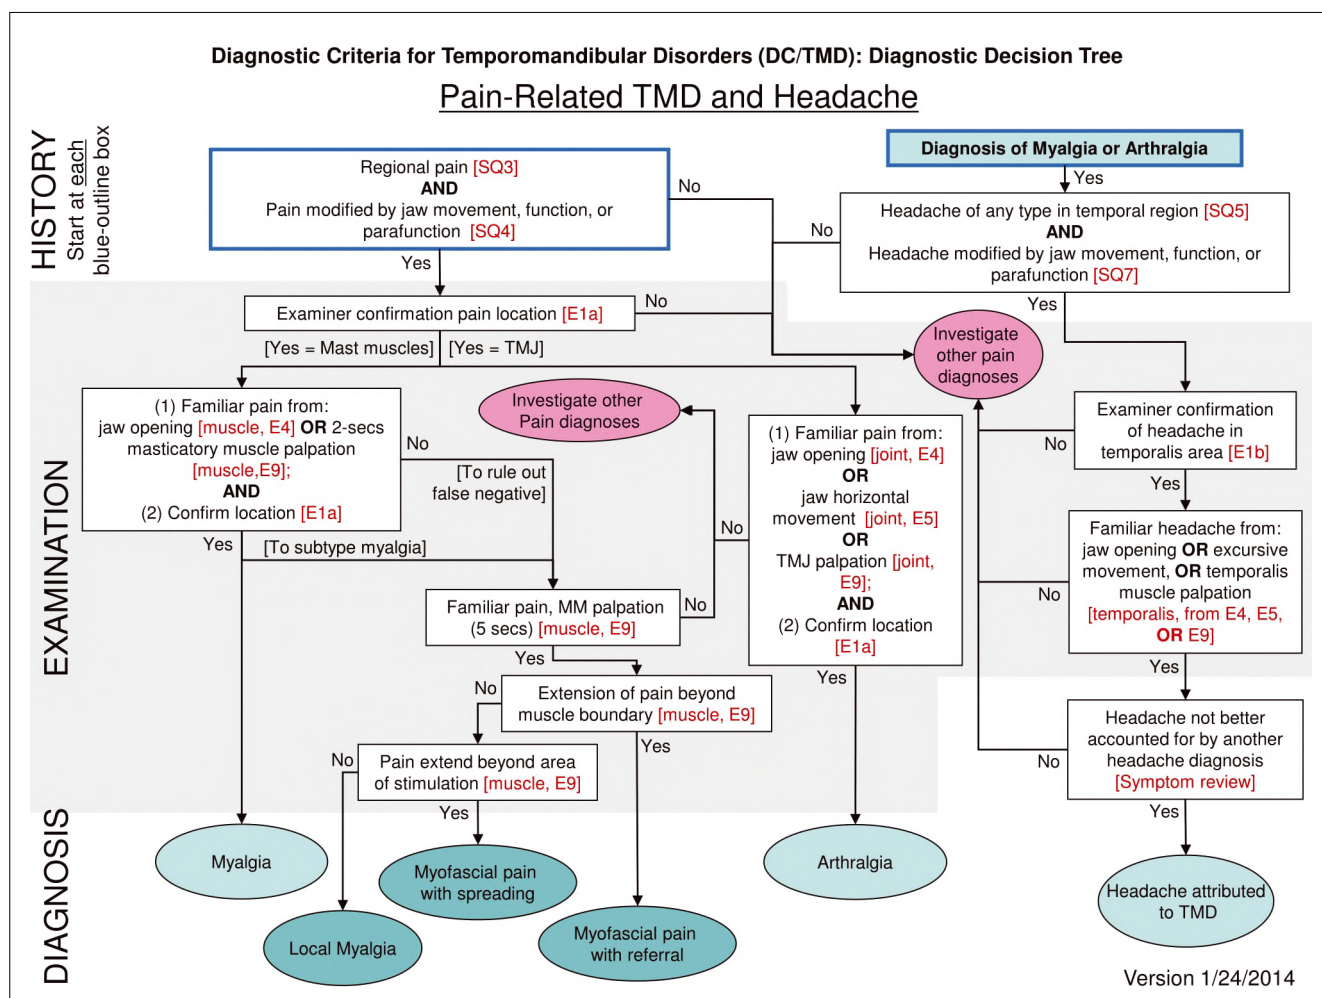 Diagnostic Criteria for Temporomandibular Disorders (DC/TMD): Diagnostic Decision Tree
Pain-Related TMD and Headache
HISTORY
Start at each
blue-outline box
Regional pain [SQ3]
AND
Pain modified by jaw movement, function, or
parafunction [SQ4]
No
Yes
Diagnosis of Myalgia or Arthralgia
Yes
Headache of any type in temporal region [SQ5]
AND
Headache modified by jaw movement, function, or
parafunction [SQ7]
No
Yes
EXAMINATION
Examiner confirmation pain location [E1a]
No
[Yes = Mast muscles]
[Yes = TMJ]
Investigate
other pain
diagnoses
(1) Familiar pain from:
jaw opening [muscle, E4] OR 2-secs
masticatory muscle palpation
[muscle,E9];
AND
(2) Confirm location [E1a]
No
[To rule out
false negative]
Yes
[To subtype myalgia]
Investigate other
Pain diagnoses
(1) Familiar pain from:
jaw opening [joint, E4]
OR
jaw horizontal
movement [joint, E5]
OR
TMJ palpation [joint,
E9];
AND
(2) Confirm location
[E1a]
No
Yes
Examiner confirmation
of headache in
temporalis area [E1b]
No
Yes
Familiar headache from:
jaw opening OR excursive
movement, OR temporalis
muscle palpation
[temporalis, from E4, E5,
OR E9]
No
Yes
Familiar pain, MM palpation
(5 secs) [muscle, E9]
No
Yes
Extension of pain beyond
muscle boundary [muscle, E9]
No
Yes
Pain extend beyond area
of stimulation [muscle, E9]
No
Yes
Headache not better
accounted for by another
headache diagnosis
[Symptom review]
No
Yes
DIAGNOSIS
Myalgia
Myofascial pain
with spreading
Local Myalgia
Myofascial pain
with referral
Arthralgia
Headache attributed
to TMD
Version 1/24/2014